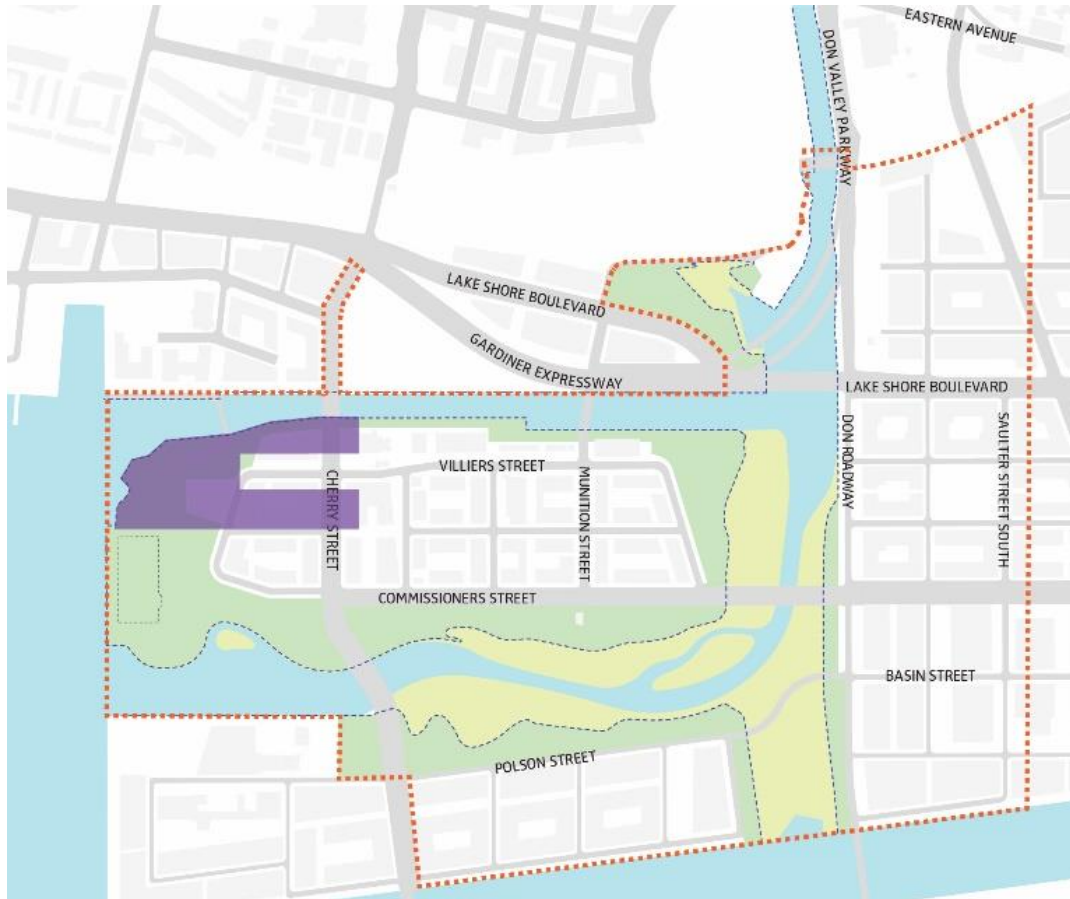 EASTERN AVENUE
DON VALLEY PARKWAY
LAKE SHORE BOULEVARD
GARDINER EXPRESSWAY
LAKE SHORE BOULEVARD
DON ROADWAY
SAULTER STREET SOUTH
VILLIERS STREET
CHERRY STREET
MUNITION STREET
COMMISSIONERS STREET
BASIN STREET
POLSON STREET